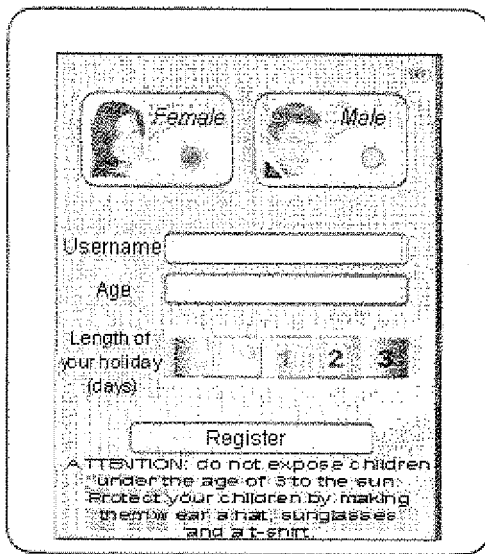 Female Male
Username
Age
Length of
your holiday
(days)
1 2 3
Register
ATTENTION: do not expose children
under the age of 3 to the sun.
Protect your children by making
them wear a hat, sunglasses
and a t-shirt.